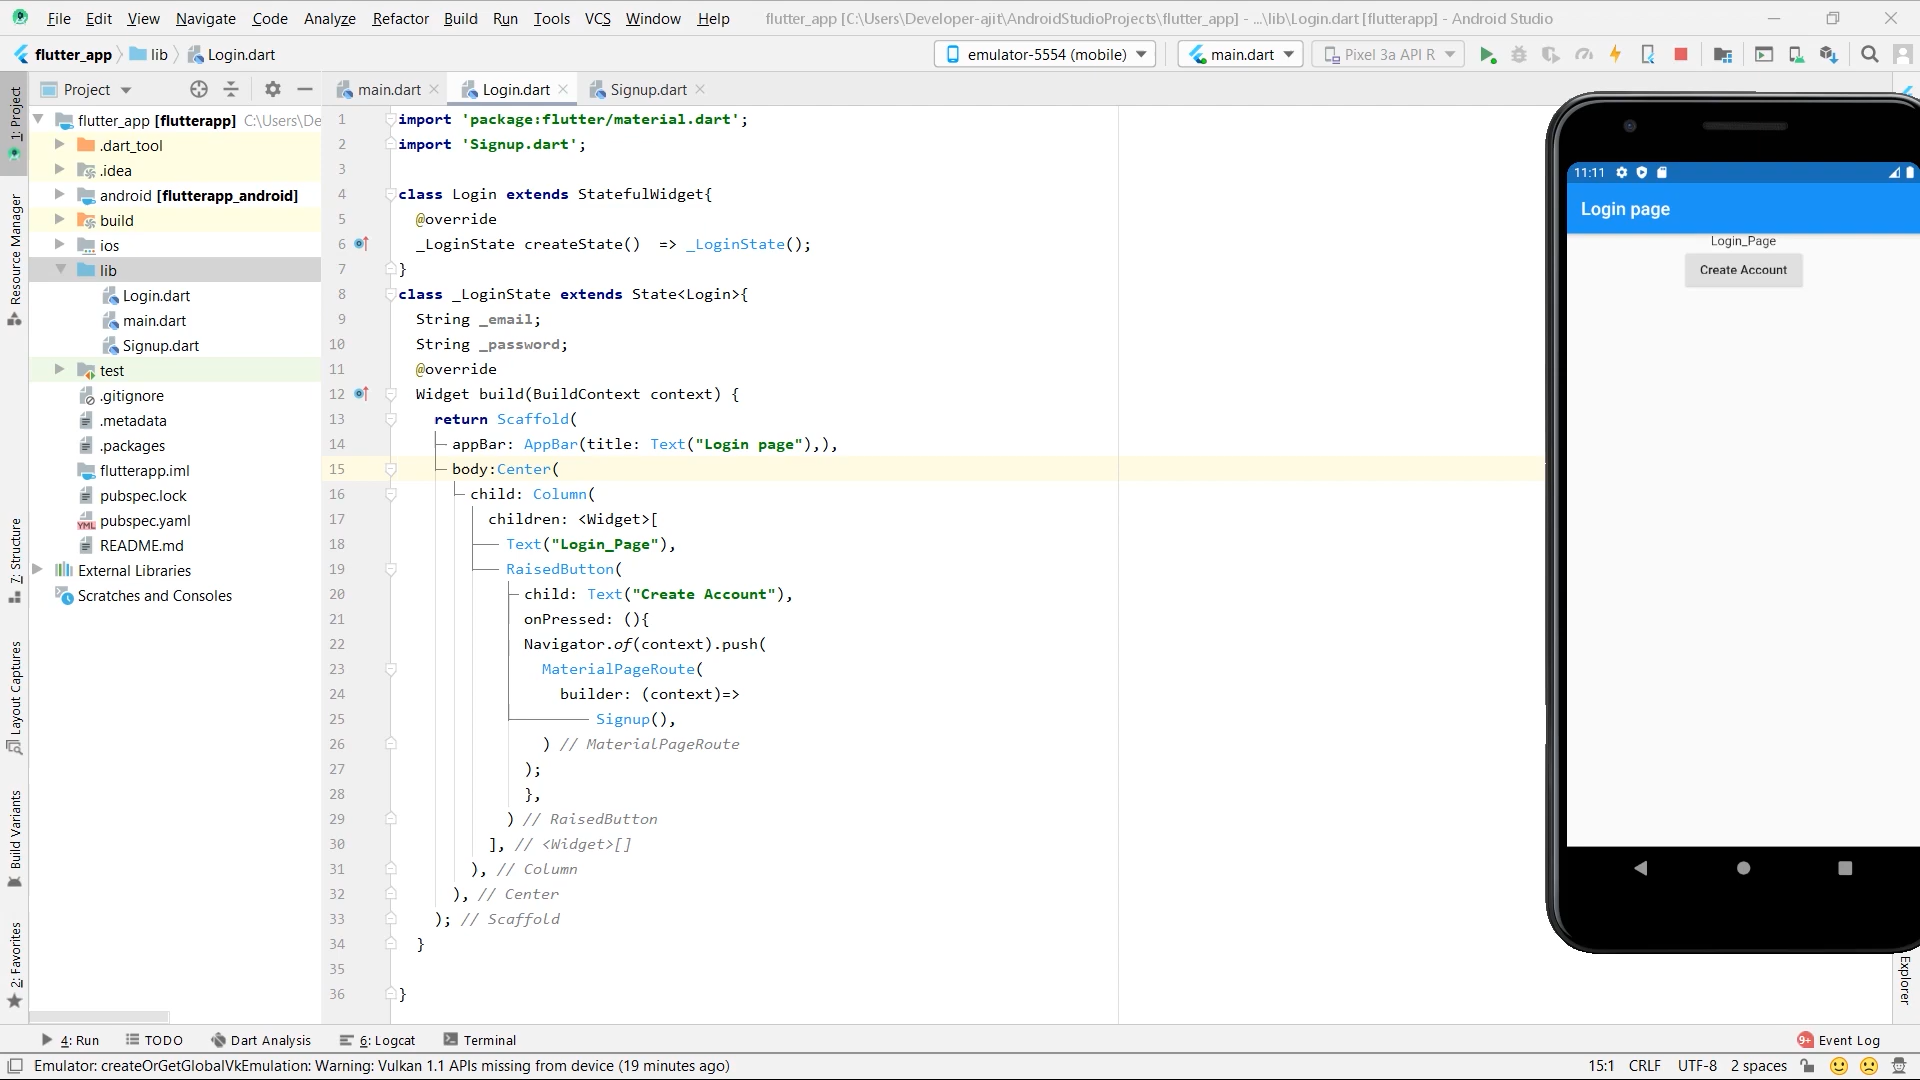 File Edit View Navigate Code Analyze Refactor Build Run Tools VCS Window Help flutter_app [C:\Users\Developer-ajit\AndroidStudioProjects\flutter_app] - ...\lib\Login.dart [flutterapp] - Android Studio
flutter_app lib Login.dart emulator-5554 (mobile) main.dart Pixel 3a API R
Project main.dart Login.dart Signup.dart
flutter_app [flutterapp] C:\Users\De
.dart_tool
.idea
android [flutterapp_android]
build
ios
lib
Login.dart
main.dart
Signup.dart
test
.gitignore
.metadata
.packages
flutterapp.iml
pubspec.lock
pubspec.yaml
README.md
External Libraries
Scratches and Consoles
1: Project
Resource Manager
7: Structure
Layout Captures
Build Variants
2: Favorites
1 import 'package:flutter/material.dart';
2 import 'Signup.dart';
3
4 class Login extends StatefulWidget{
5 @override
6 _LoginState createState() => _LoginState();
7 }
8 class _LoginState extends State<Login>{
9 String _email;
10 String _password;
11 @override
12 Widget build(BuildContext context) {
13 return Scaffold(
14 appBar: AppBar(title: Text("Login page"),),
15 body:Center(
16 child: Column(
17 children: <Widget>[
18 Text("Login_Page"),
19 RaisedButton(
20 child: Text("Create Account"),
21 onPressed: (){
22 Navigator.of(context).push(
23 MaterialPageRoute(
24 builder: (context)=>
25 Signup(),
26 ) // MaterialPageRoute
27 );
28 },
29 ) // RaisedButton
30 ], // <Widget>[]
31 ), // Column
32 ), // Center
33 ); // Scaffold
34 }
35
36 }
11:11
Login page
Login_Page
Create Account
Explorer
4: Run TODO Dart Analysis 6: Logcat Terminal 9+ Event Log
Emulator: createOrGetGlobalVkEmulation: Warning: Vulkan 1.1 APIs missing from device (19 minutes ago) 15:1 CRLF UTF-8 2 spaces